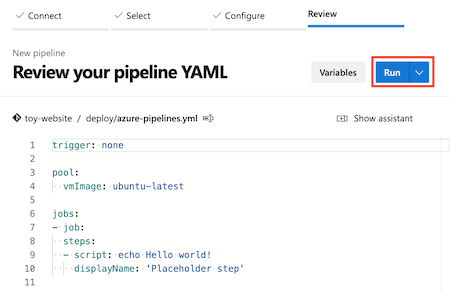 Connect
Select
Configure
Review
New pipeline
Review your pipeline YAML
Variables
Run
toy-website / deploy/azure-pipelines.yml
Show assistant
1 trigger: none
2
3 pool:
4   vmImage: ubuntu-latest
5
6 jobs:
7 - job:
8   steps:
9   - script: echo Hello world!
10     displayName: 'Placeholder step'
11